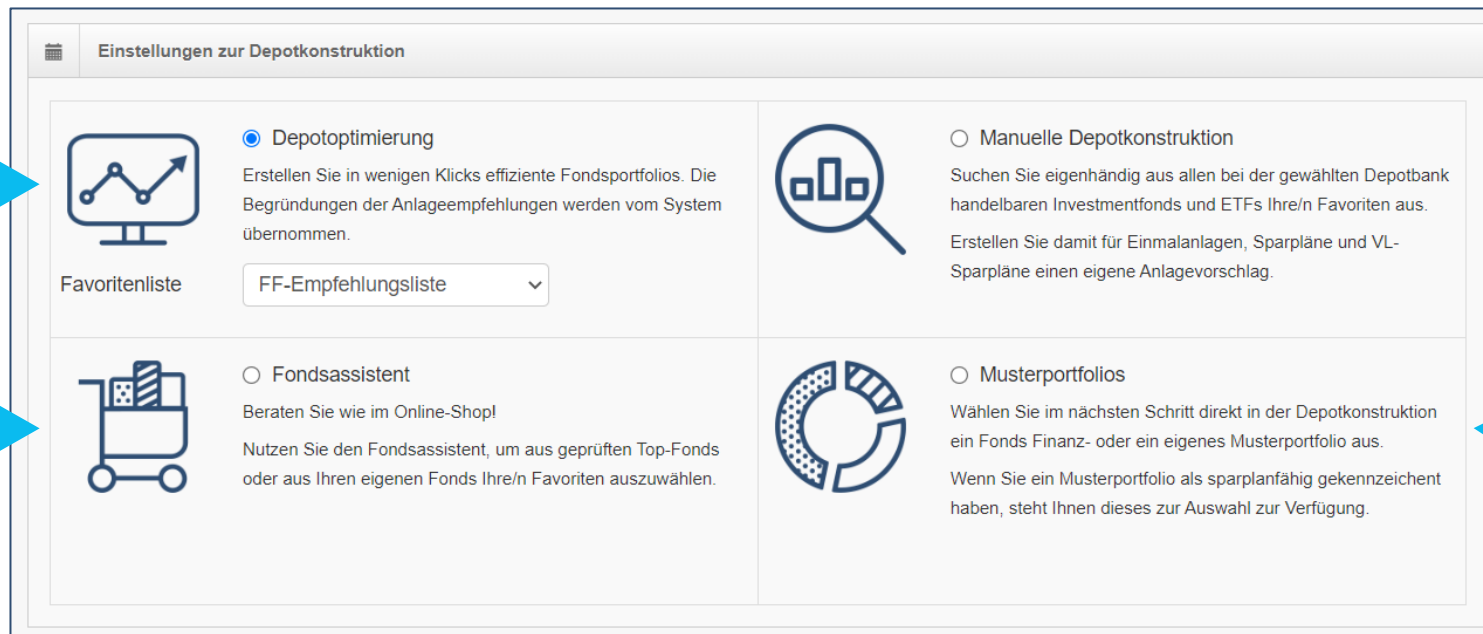 Einstellungen zur Depotkonstruktion
Depotoptimierung
Erstellen Sie in wenigen Klicks effiziente Fondsportfolios. Die
Begründungen der Anlageempfehlungen werden vom System
übernommen.
Favoritenliste
FF-Empfehlungsliste
Manuelle Depotkonstruktion
Suchen Sie eigenhändig aus allen bei der gewählten Depotbank
handelbaren Investmentfonds und ETFs Ihre/n Favoriten aus.
Erstellen Sie damit für Einmalanlagen, Sparpläne und VL-
Sparpläne einen eigene Anlagevorschlag.
Fondsassistent
Beraten Sie wie im Online-Shop!
Nutzen Sie den Fondsassistent, um aus geprüften Top-Fonds
oder aus Ihren eigenen Fonds Ihre/n Favoriten auszuwählen.
Musterportfolios
Wählen Sie im nächsten Schritt direkt in der Depotkonstruktion
ein Fonds Finanz- oder ein eigenes Musterportfolio aus.
Wenn Sie ein Musterportfolio als sparplanfähig gekennzeichent
haben, steht Ihnen dieses zur Auswahl zur Verfügung.